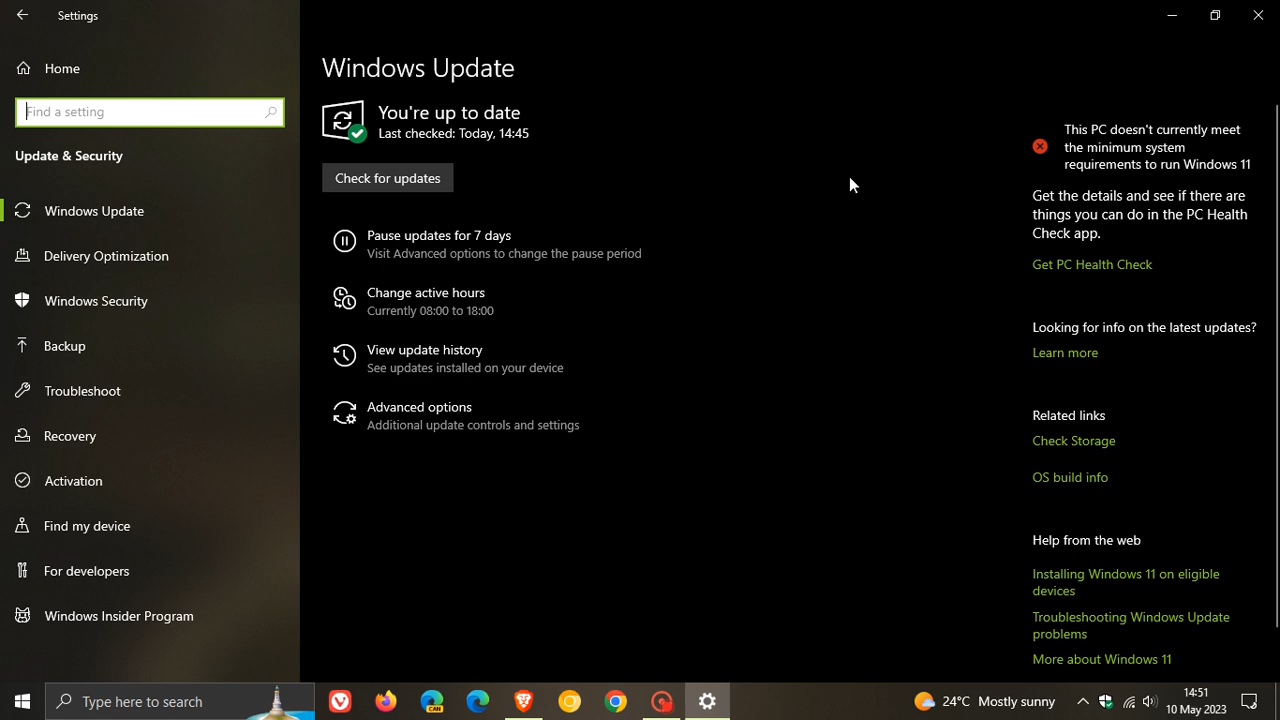 Settings
Home
Find a setting
Update & Security
Windows Update
Delivery Optimization
Windows Security
Backup
Troubleshoot
Recovery
Activation
Find my device
For developers
Windows Insider Program
Windows Update
You're up to date
Last checked: Today, 14:45
Check for updates
Pause updates for 7 days
Visit Advanced options to change the pause period
Change active hours
Currently 08:00 to 18:00
View update history
See updates installed on your device
Advanced options
Additional update controls and settings
This PC doesn't currently meet
the minimum system
requirements to run Windows 11
Get the details and see if there are
things you can do in the PC Health
Check app.
Get PC Health Check
Looking for info on the latest updates?
Learn more
Related links
Check Storage
OS build info
Help from the web
Installing Windows 11 on eligible
devices
Troubleshooting Windows Update
problems
More about Windows 11
Type here to search
CAN
24°C Mostly sunny
14:51
10 May 2023